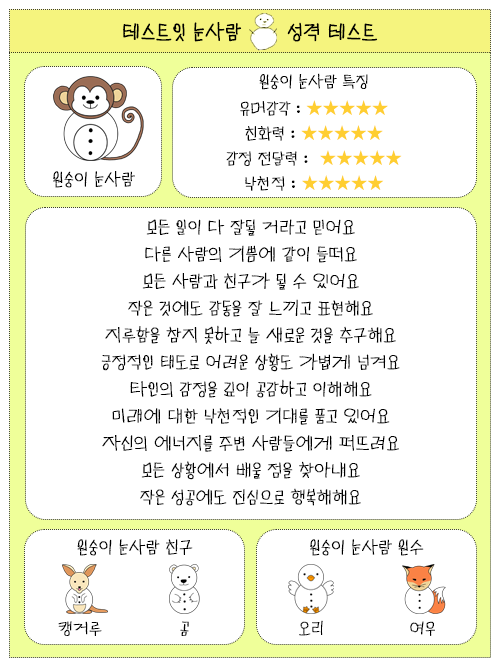 테스트잇 눈사람 성격 테스트
원숭이 눈사람
원숭이 눈사람 특징
유머감각 : ★★★★★
친화력 : ★★★★★
감정 전달력 : ★★★★★
낙천적 : ★★★★★
모든 일이 다 잘될 거라고 믿어요
다른 사람의 기쁨에 같이 들떠요
모든 사람과 친구가 될 수 있어요
작은 것에도 감동을 잘 느끼고 표현해요
지루함을 참지 못하고 늘 새로운 것을 추구해요
긍정적인 태도로 어려운 상황도 가볍게 넘겨요
타인의 감정을 깊이 공감하고 이해해요
미래에 대한 낙천적인 기대를 품고 있어요
자신의 에너지를 주변 사람들에게 퍼뜨려요
모든 상황에서 배울 점을 찾아내요
작은 성공에도 진심으로 행복해해요
원숭이 눈사람 친구
캥거루
곰
원숭이 눈사람 원수
오리
여우